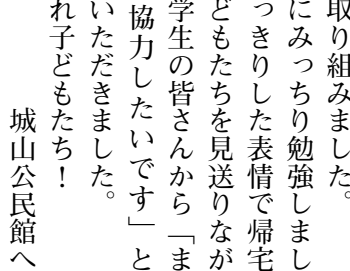 取り組みました。
にみっちり勉強しまし
っきりした表情で帰宅
どもたちを見送りなが
学生の皆さんから「ま
協力したいです」と
いただきました。
れ子どもたち！
城山公民館へ